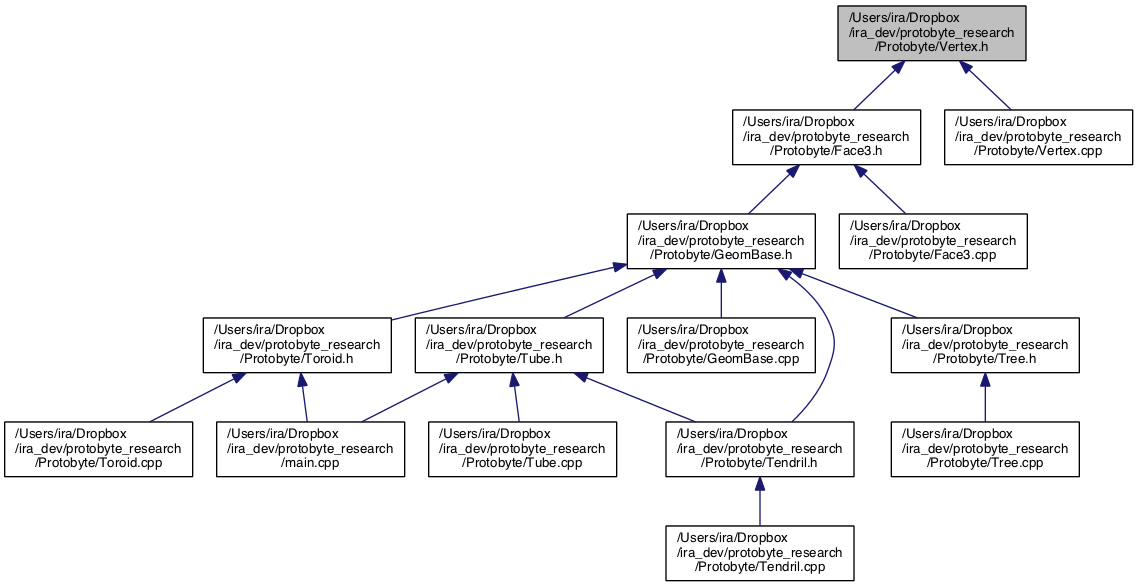 /Users/ira/Dropbox
/ira_dev/protobyte_research
/Protobyte/Vertex.h
/Users/ira/Dropbox
/ira_dev/protobyte_research
/Protobyte/Face3.h
/Users/ira/Dropbox
/ira_dev/protobyte_research
/Protobyte/Vertex.cpp
/Users/ira/Dropbox
/ira_dev/protobyte_research
/Protobyte/GeomBase.h
/Users/ira/Dropbox
/ira_dev/protobyte_research
/Protobyte/Face3.cpp
/Users/ira/Dropbox
/ira_dev/protobyte_research
/Protobyte/Toroid.h
/Users/ira/Dropbox
/ira_dev/protobyte_research
/Protobyte/Tube.h
/Users/ira/Dropbox
/ira_dev/protobyte_research
/Protobyte/GeomBase.cpp
/Users/ira/Dropbox
/ira_dev/protobyte_research
/Protobyte/Tree.h
/Users/ira/Dropbox
/ira_dev/protobyte_research
/Protobyte/Toroid.cpp
/Users/ira/Dropbox
/ira_dev/protobyte_research
/main.cpp
/Users/ira/Dropbox
/ira_dev/protobyte_research
/Protobyte/Tube.cpp
/Users/ira/Dropbox
/ira_dev/protobyte_research
/Protobyte/Tendril.h
/Users/ira/Dropbox
/ira_dev/protobyte_research
/Protobyte/Tree.cpp
/Users/ira/Dropbox
/ira_dev/protobyte_research
/Protobyte/Tendril.cpp